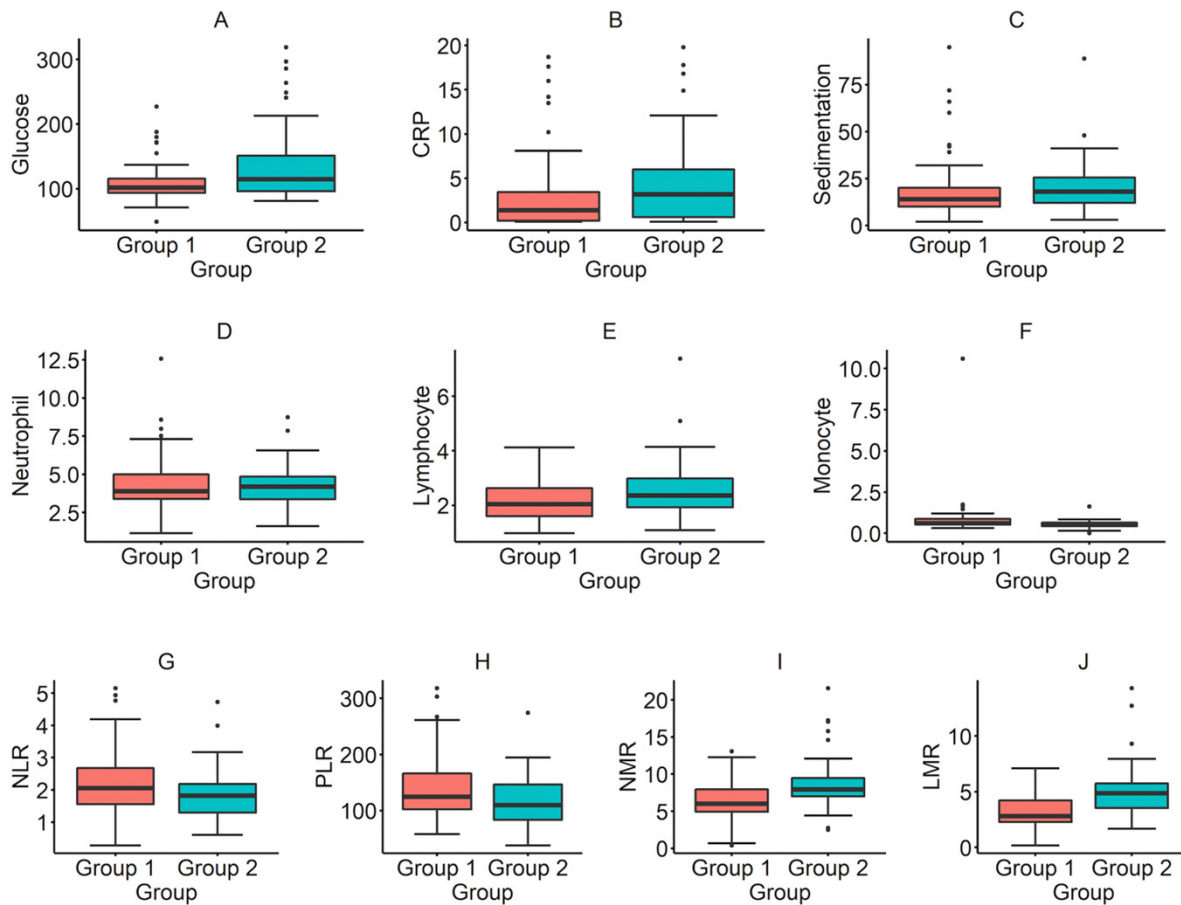 A
Glucose
300
200
100
Group 1 Group 2
Group
B
CRP
20
15
10
5
0
Group 1 Group 2
Group
C
Sedimentation
75
50
25
0
Group 1 Group 2
Group
D
Neutrophil
12.5
10.0
7.5
5.0
2.5
Group 1 Group 2
Group
E
Lymphocyte
6
4
2
Group 1 Group 2
Group
F
Monocyte
10.0
7.5
5.0
2.5
0.0
Group 1 Group 2
Group
G
NLR
5
4
3
2
1
Group 1 Group 2
Group
H
PLR
300
200
100
Group 1 Group 2
Group
I
NMR
20
15
10
5
0
Group 1 Group 2
Group
J
LMR
10
5
0
Group 1 Group 2
Group